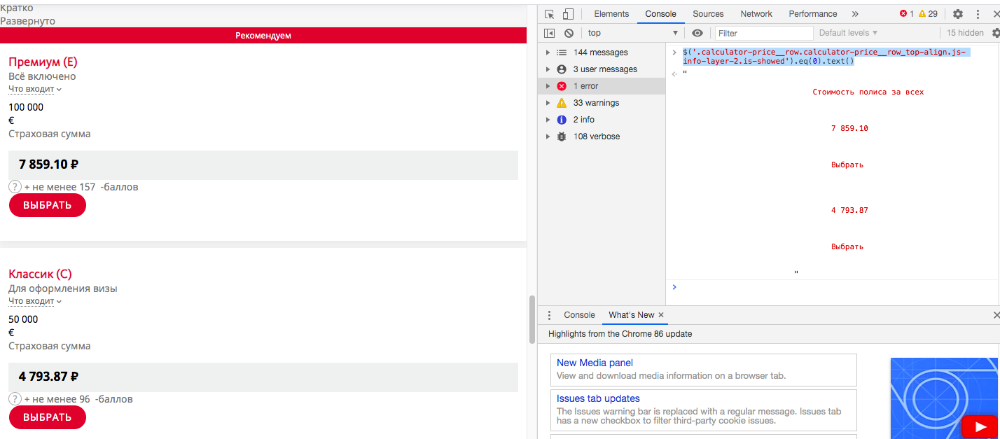 Кратко
Развернуто
Рекомендуем
Премиум (E)
Всё включено
Что входит
100 000
€
Страховая сумма
7 859.10 ₽
? + не менее 157 -баллов
ВЫБРАТЬ
Классик (C)
Для оформления визы
Что входит
50 000
€
Страховая сумма
4 793.87 ₽
? + не менее 96 -баллов
ВЫБРАТЬ
Elements Console Sources Network Performance » 1 29
top Filter Default levels 15 hidden
144 messages
3 user messages
1 error
33 warnings
2 info
108 verbose
$('.calculator-price__row.calculator-price__row_top-align.js-
info-layer-2.is-showed').eq(0).text()
"
Стоимость полиса за всех
7 859.10
Выбрать
4 793.87
Выбрать
"
Console What's New
Highlights from the Chrome 86 update
New Media panel
View and download media information on a browser tab.
Issues tab updates
The Issues warning bar is replaced with a regular message. Issues tab
has a new checkbox to filter third-party cookie issues.